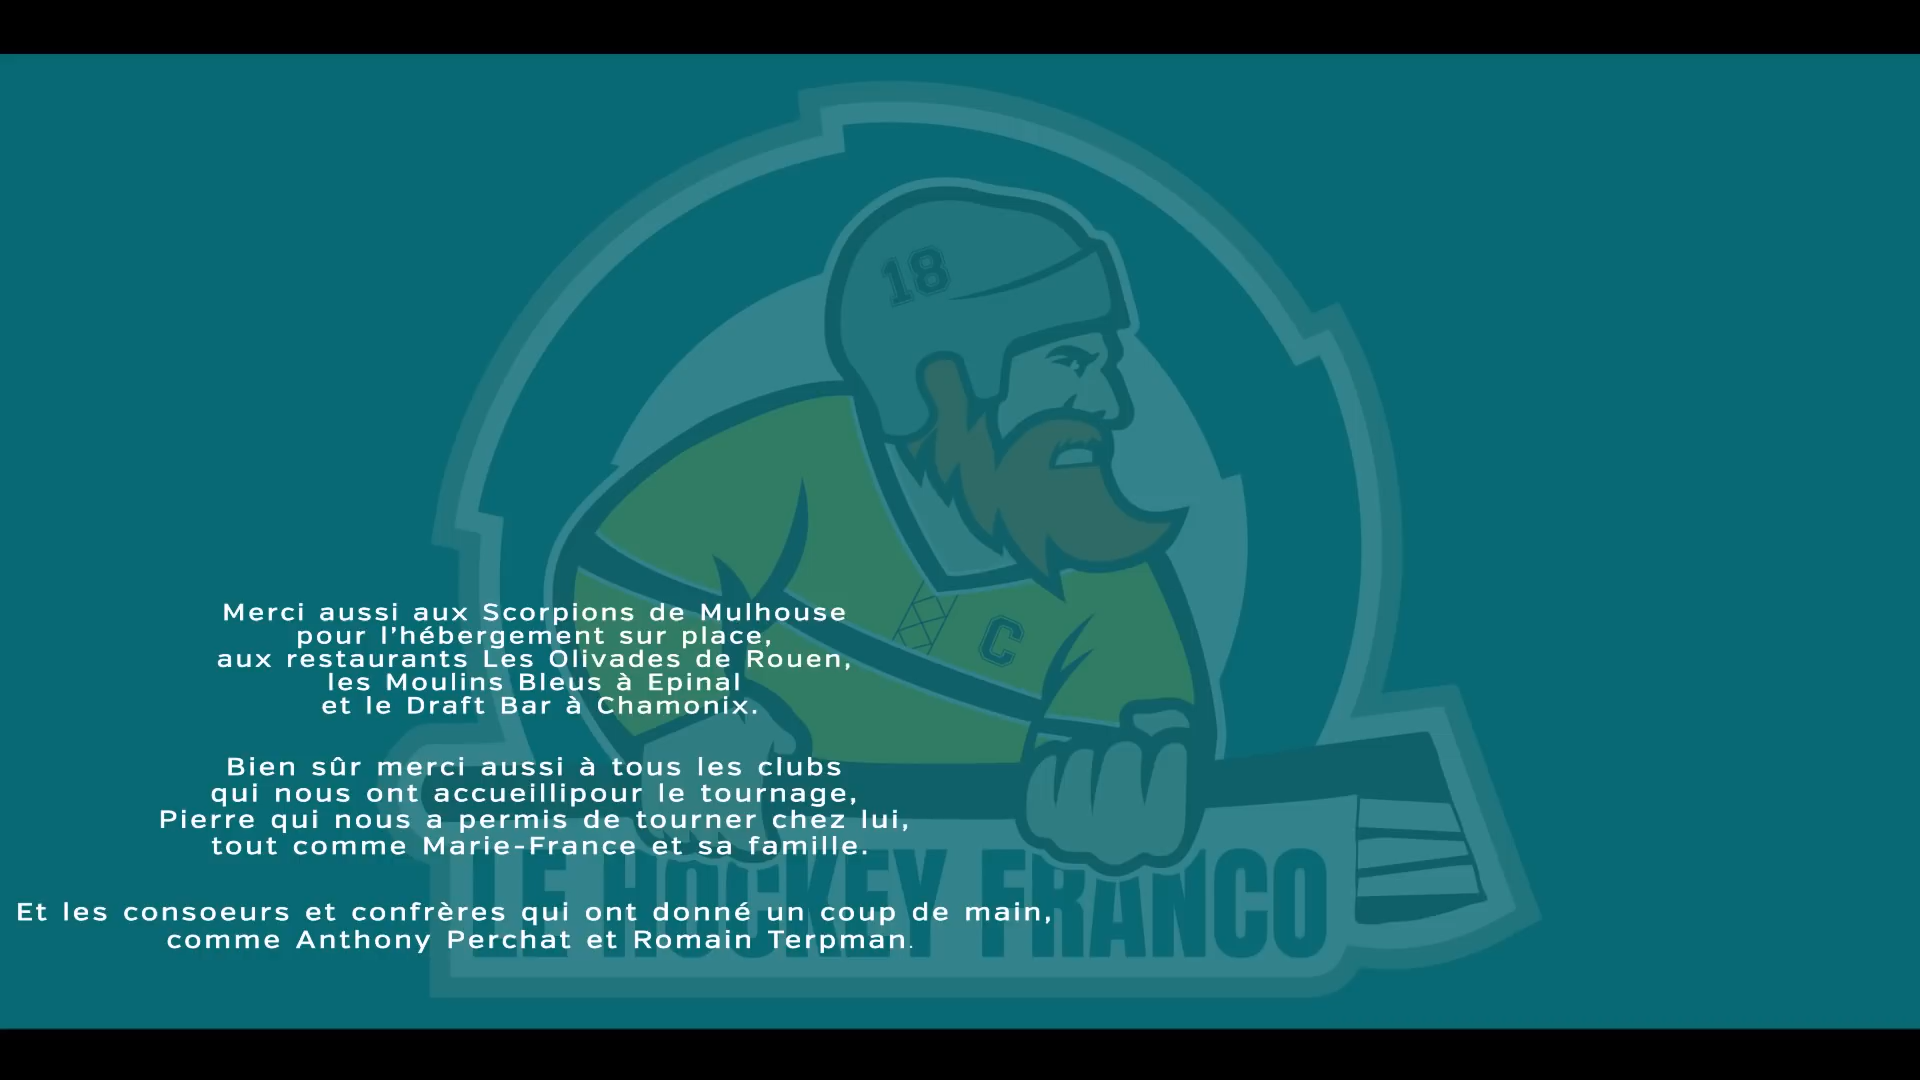 18
C
Merci aussi aux Scorpions de Mulhouse
pour l'hébergement sur place,
aux restaurants Les Olivades de Rouen,
les Moulins Bleus à Epinal
et le Draft Bar à Chamonix.
Bien sûr merci aussi à tous les clubs
qui nous ont accueillipour le tournage,
Pierre qui nous a permis de tourner chez lui,
tout comme Marie-France et sa famille.
Et les consoeurs et confrères qui ont donné un coup de main,
comme Anthony Perchat et Romain Terpman.
LE HOCKEY FRANCO